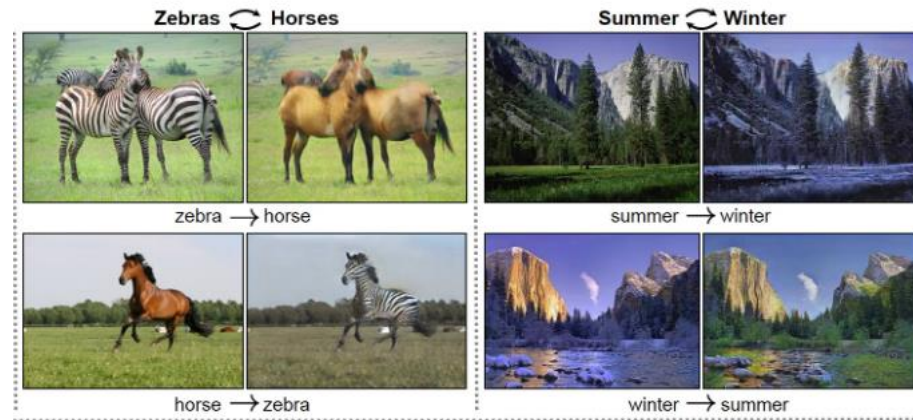 Zebras ⇄ Horses
zebra → horse
horse → zebra
Summer ⇄ Winter
summer → winter
winter → summer